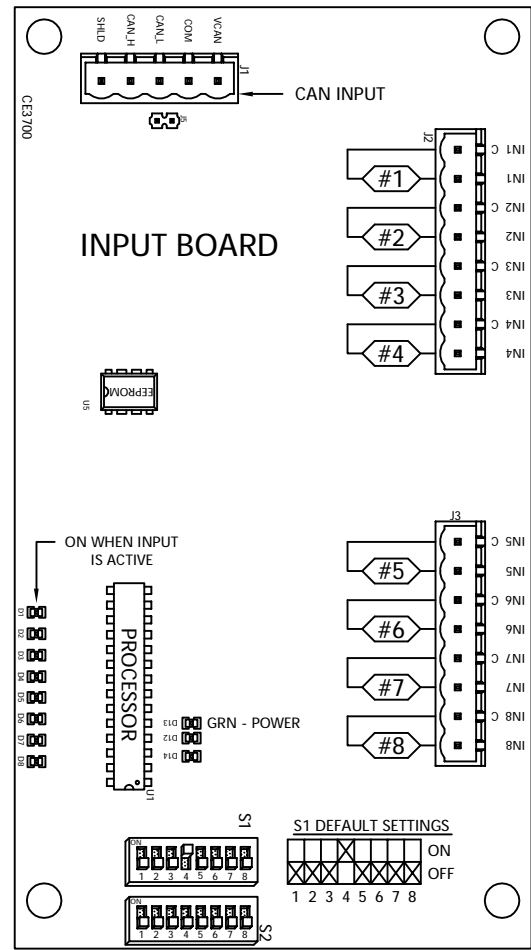 SHLD
CAN_H
CAN_L
COM
VCAN
J1
CAN INPUT
J5
CE3700
J2
IN1 C
#1
IN1
IN2 C
#2
IN2
IN3 C
#3
IN3
IN4 C
#4
IN4
INPUT BOARD
EEPROM
U5
J3
IN5 C
#5
IN5
IN6 C
#6
IN6
IN7 C
#7
IN7
IN8 C
#8
IN8
ON WHEN INPUT
IS ACTIVE
D1
D2
D3
D4
D5
D6
D7
D8
PROCESSOR
U1
D13
GRN - POWER
D12
D14
S1
ON
1 2 3 4 5 6 7 8
S2
ON
1 2 3 4 5 6 7 8
S1 DEFAULT SETTINGS
ON
OFF
1 2 3 4 5 6 7 8